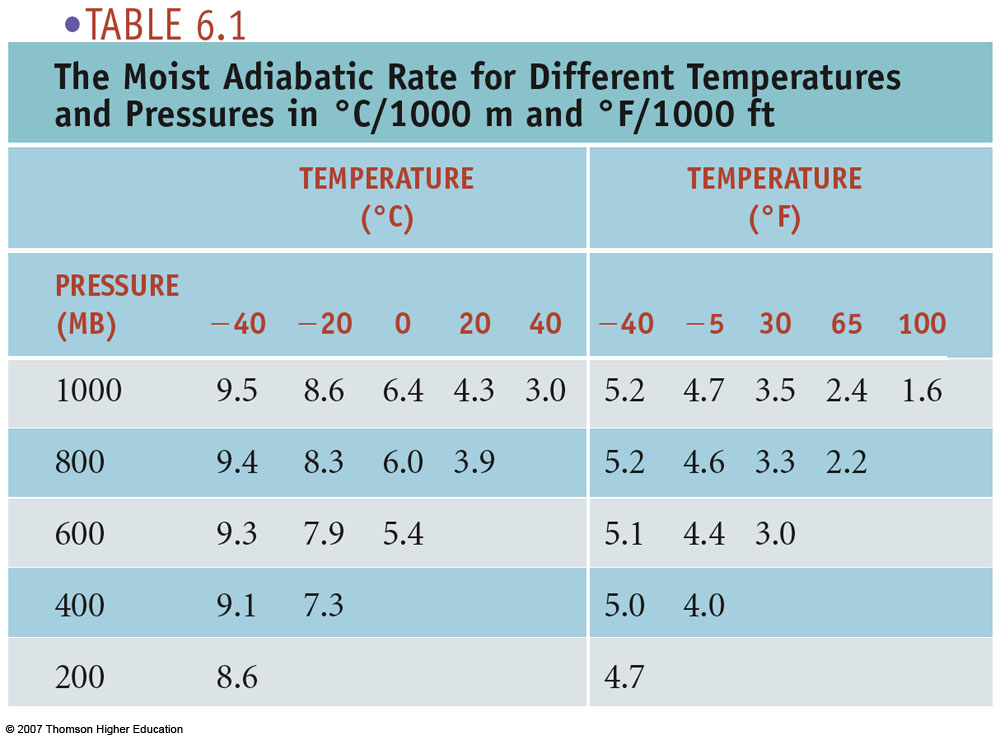 •TABLE 6.1
The Moist Adiabatic Rate for Different Temperatures
and Pressures in °C/1000 m and °F/1000 ft
TEMPERATURE TEMPERATURE
(°C) (°F)
PRESSURE
(MB) −40 −20 0 20 40 −40 −5 30 65 100
1000 9.5 8.6 6.4 4.3 3.0 5.2 4.7 3.5 2.4 1.6
800 9.4 8.3 6.0 3.9 5.2 4.6 3.3 2.2
600 9.3 7.9 5.4 5.1 4.4 3.0
400 9.1 7.3 5.0 4.0
200 8.6 4.7
© 2007 Thomson Higher Education